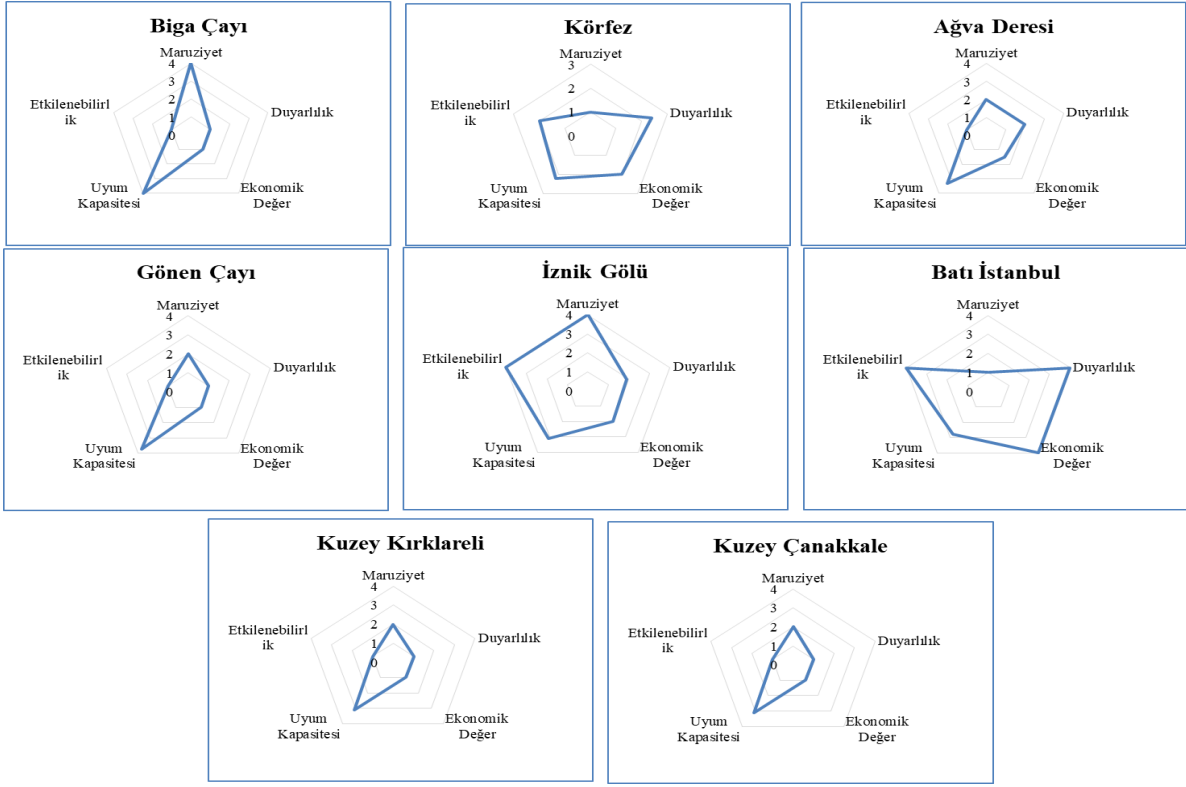 Biga Çayı
Maruziyet
4
3
2
1
0
Duyarlılık
Ekonomik
Değer
Uyum
Kapasitesi
Etkilenebilirl
ik
Körfez
Maruziyet
3
2
1
0
Duyarlılık
Ekonomik
Değer
Uyum
Kapasitesi
Etkilenebilirl
ik
Ağva Deresi
Maruziyet
4
3
2
1
0
Duyarlılık
Ekonomik
Değer
Uyum
Kapasitesi
Etkilenebilirl
ik
Gönen Çayı
Maruziyet
4
3
2
1
0
Duyarlılık
Ekonomik
Değer
Uyum
Kapasitesi
Etkilenebilirl
ik
İznik Gölü
Maruziyet
4
3
2
1
0
Duyarlılık
Ekonomik
Değer
Uyum
Kapasitesi
Etkilenebilirl
ik
Batı İstanbul
Maruziyet
4
3
2
1
0
Duyarlılık
Ekonomik
Değer
Uyum
Kapasitesi
Etkilenebilirl
ik
Kuzey Kırklareli
Maruziyet
4
3
2
1
0
Duyarlılık
Ekonomik
Değer
Uyum
Kapasitesi
Etkilenebilirl
ik
Kuzey Çanakkale
Maruziyet
4
3
2
1
0
Duyarlılık
Ekonomik
Değer
Uyum
Kapasitesi
Etkilenebilirl
ik